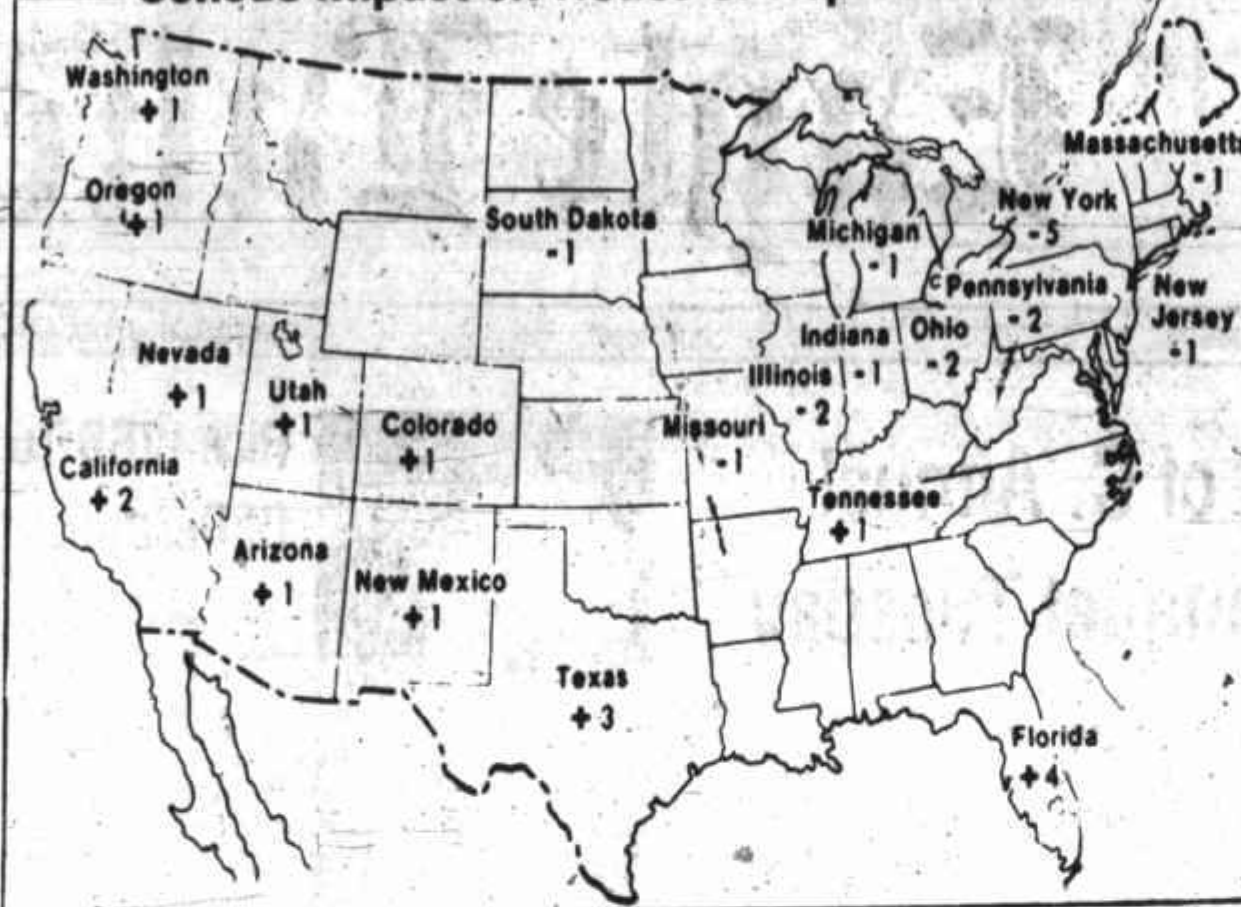 Washington
+ 1
Oregon
+1
South Dakota
- 1
Michigan
- 1
Massachusetts
- 1
New York
- 5
Pennsylvania
- 2
New
Jersey
- 1
Nevada
+ 1
Utah
+1
Colorado
+ 1
Indiana
- 1
Ohio
- 2
Illinois
- 2
Missouri
- 1
California
+ 2
Tennessee
+ 1
Arizona
+ 1
New Mexico
+ 1
Texas
+ 3
Florida
+ 4